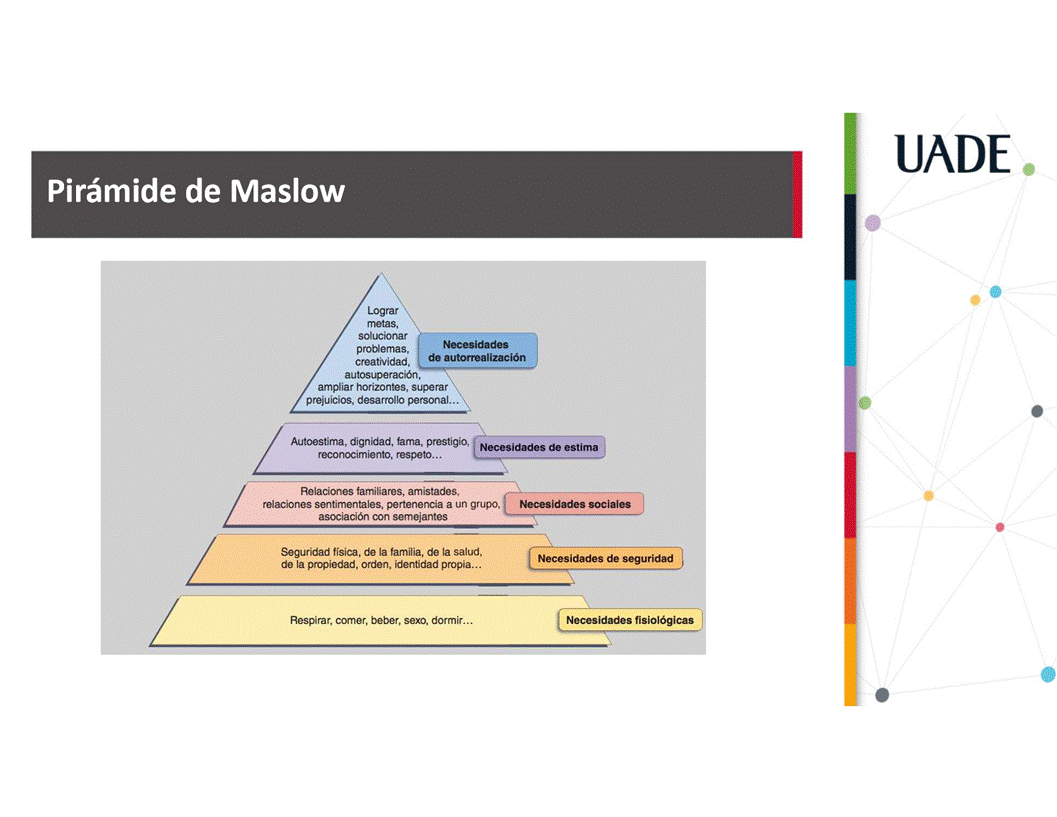 UADE
Pirámide de Maslow
Lograr
metas,
solucionar
problemas,
creatividad,
autosuperación,
ampliar horizontes, superar
prejuicios, desarrollo personal...
Necesidades
de autorrealización
Autoestima, dignidad, fama, prestigio,
reconocimiento, respeto...
Necesidades de estima
Relaciones familiares, amistades,
relaciones sentimentales, pertenencia a un grupo,
asociación con semejantes
Necesidades sociales
Seguridad física, de la familia, de la salud,
de la propiedad, orden, identidad propia...
Necesidades de seguridad
Respirar, comer, beber, sexo, dormir...
Necesidades fisiológicas